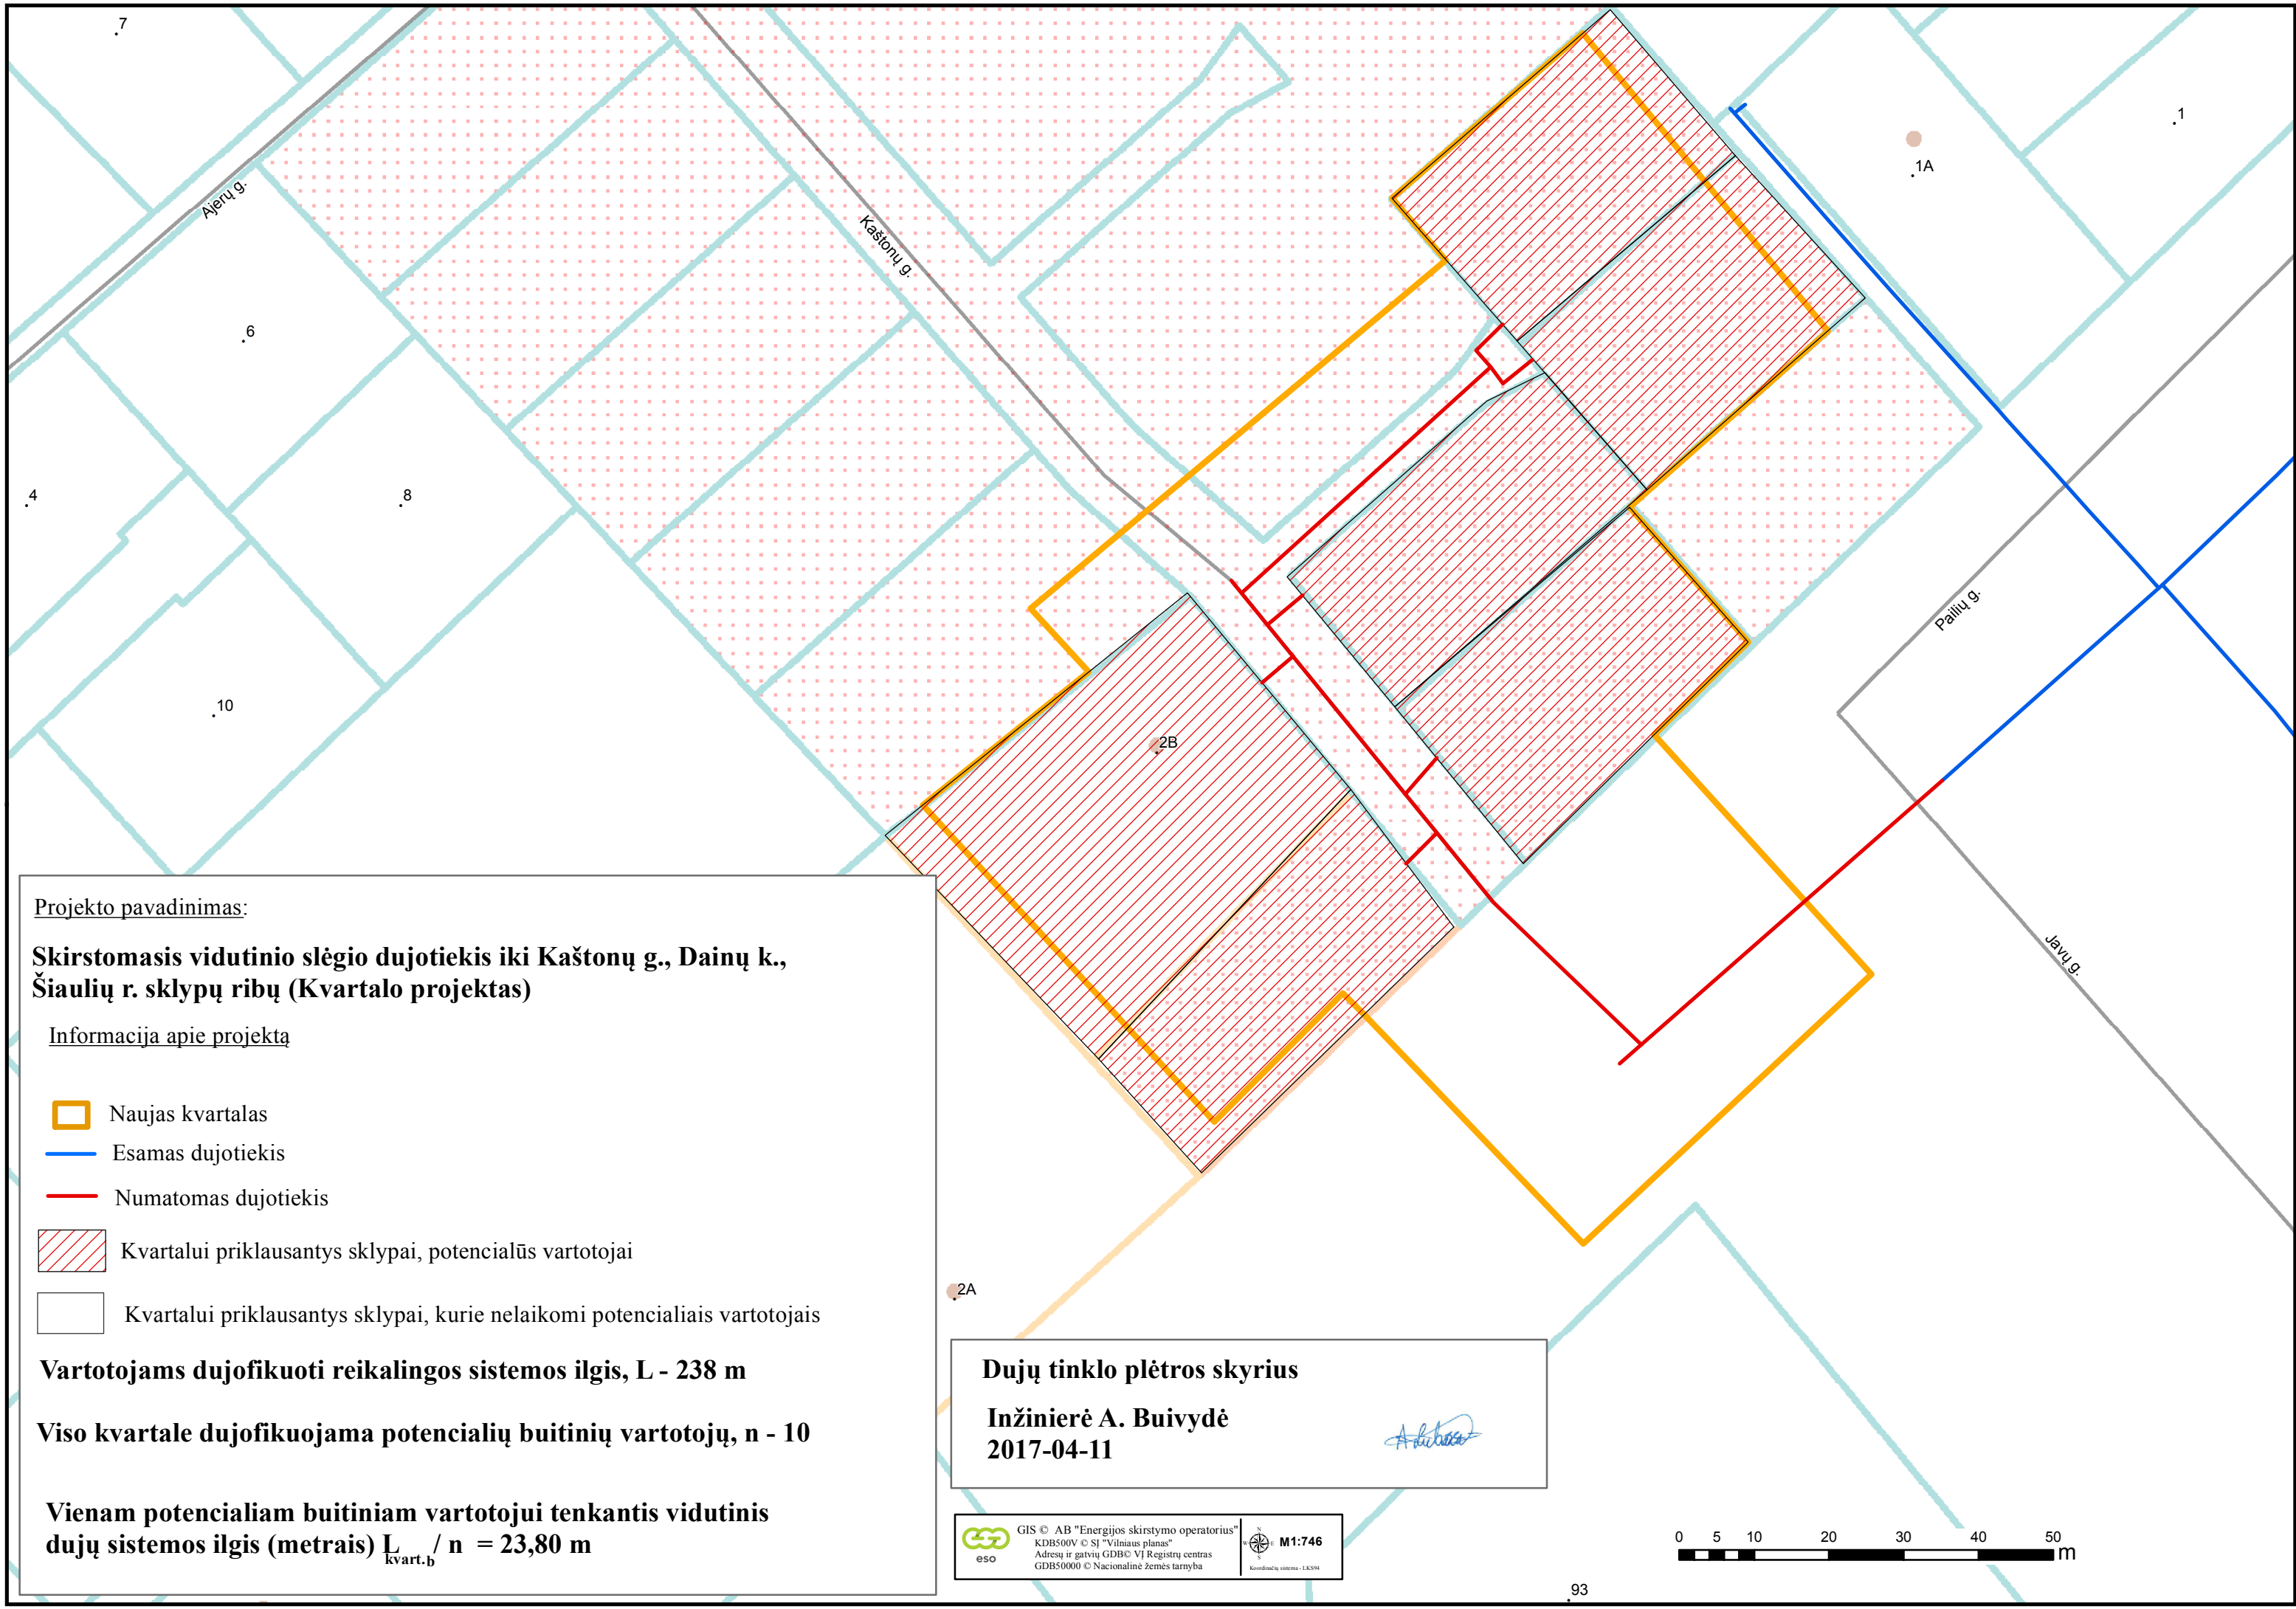 7
1
1A
Ajerų g.
Kaštonų g.
6
4
8
Pailių g.
10
2B
Javų g.
Projekto pavadinimas:
Skirstomasis vidutinio slėgio dujotiekis iki Kaštonų g., Dainų k.,
Šiaulių r. sklypų ribų (Kvartalo projektas)
Informacija apie projektą
Naujas kvartalas
Esamas dujotiekis
Numatomas dujotiekis
Kvartalui priklausantys sklypai, potencialūs vartotojai
Kvartalui priklausantys sklypai, kurie nelaikomi potencialiais vartotojais
Vartotojams dujofikuoti reikalingos sistemos ilgis, L - 238 m
Viso kvartale dujofikuojama potencialių buitinių vartotojų, n - 10
Vienam potencialiam buitiniam vartotojui tenkantis vidutinis
dujų sistemos ilgis (metrais) L kvart.b / n = 23,80 m
2A
Dujų tinklo plėtros skyrius
Inžinierė A. Buivydė
2017-04-11
eso
GIS © AB "Energijos skirstymo operatorius"
KDB500V © SĮ "Vilniaus planas"
Adresų ir gatvių GDB© VĮ Registrų centras
GDB50000 © Nacionalinė žemės tarnyba
N
W E
S
M1:746
Koordinačių sistema - LKS94
0 5 10 20 30 40 50
m
93